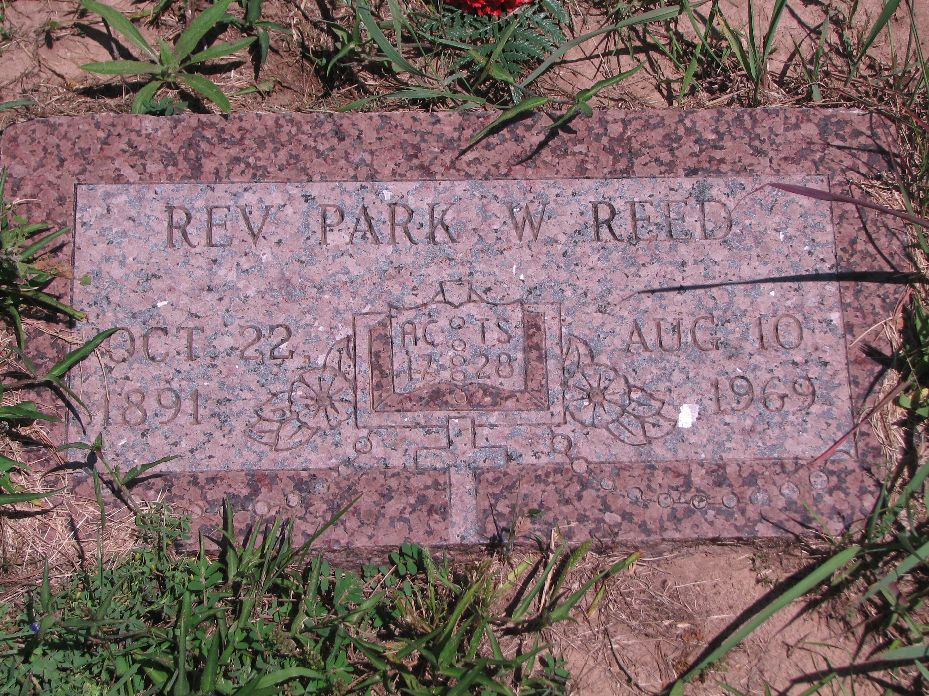 REV PARK W REED
OCT 22
1891
ACTS
17 28
AUG 10
1969